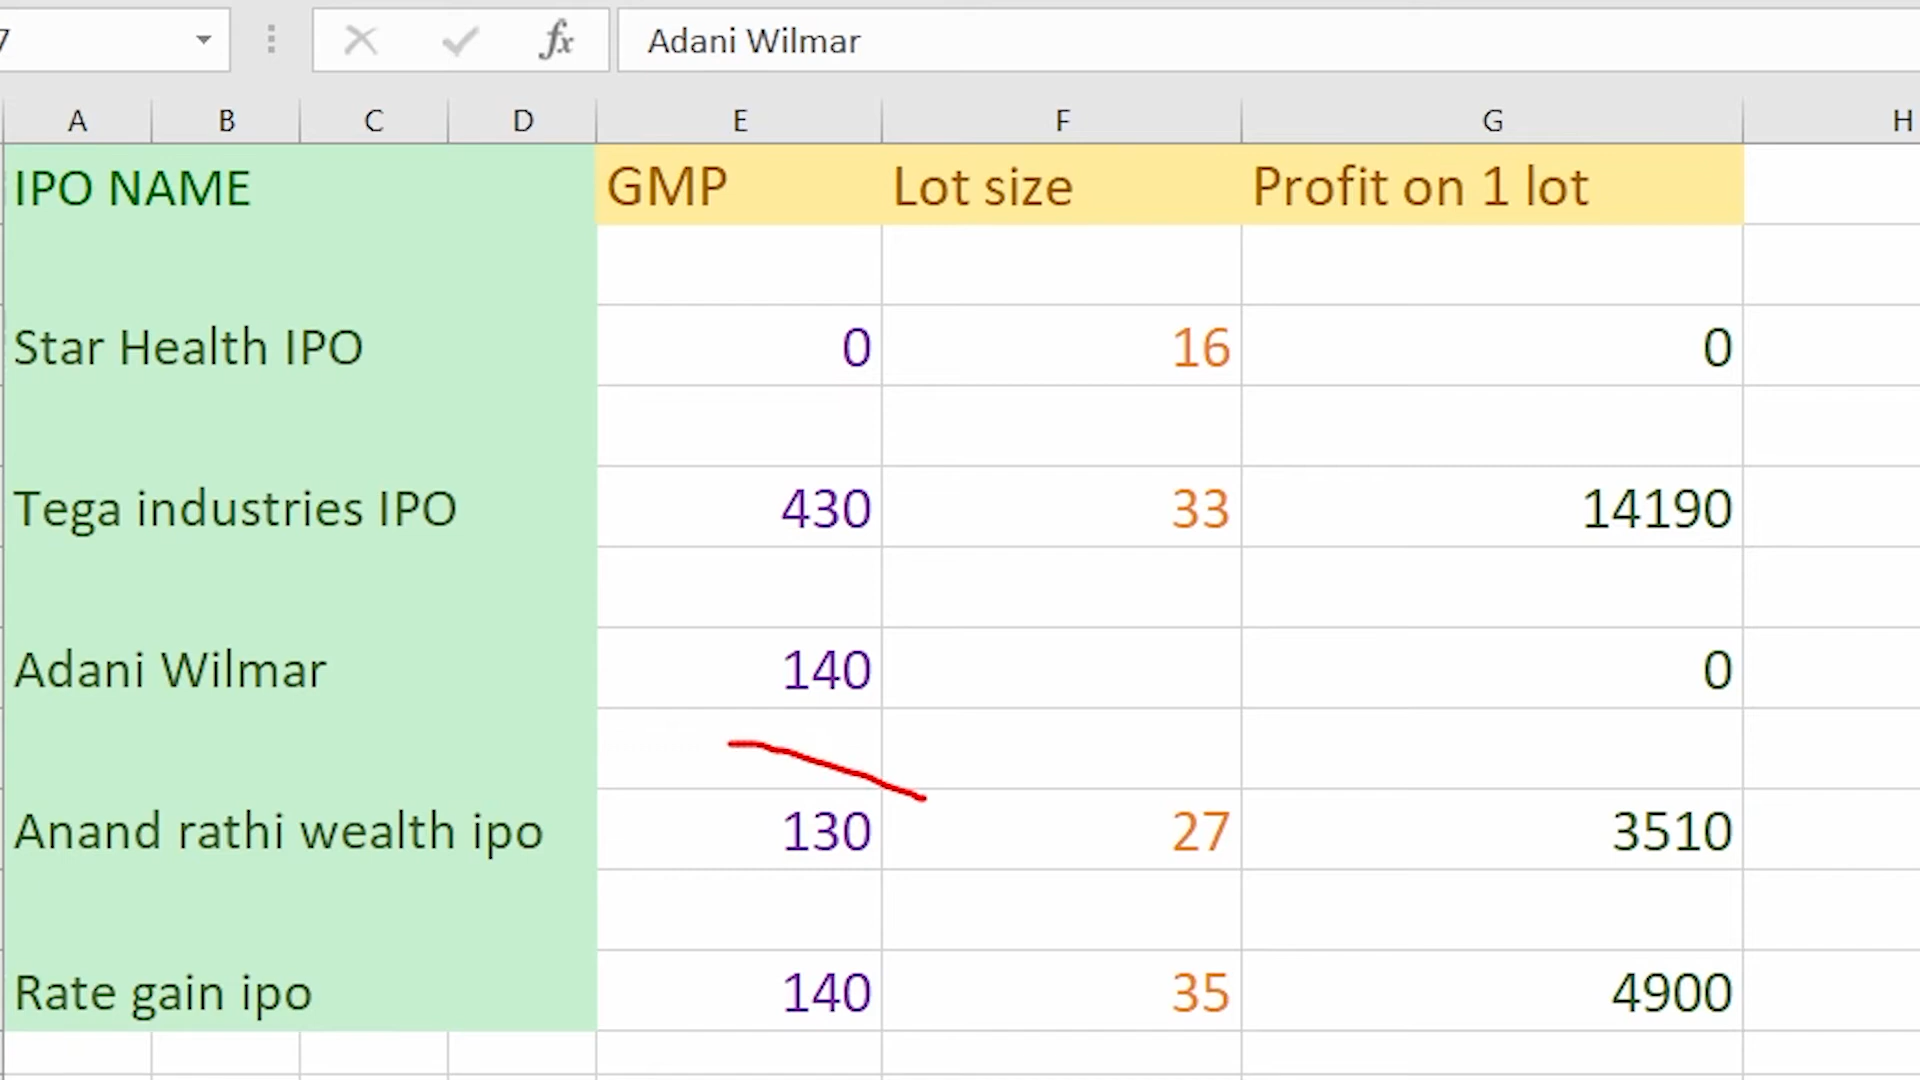 7 fx Adani Wilmar
A B C D E F G H
IPO NAME GMP Lot size Profit on 1 lot
Star Health IPO 0 16 0
Tega industries IPO 430 33 14190
Adani Wilmar 140 0
Anand rathi wealth ipo 130 27 3510
Rate gain ipo 140 35 4900